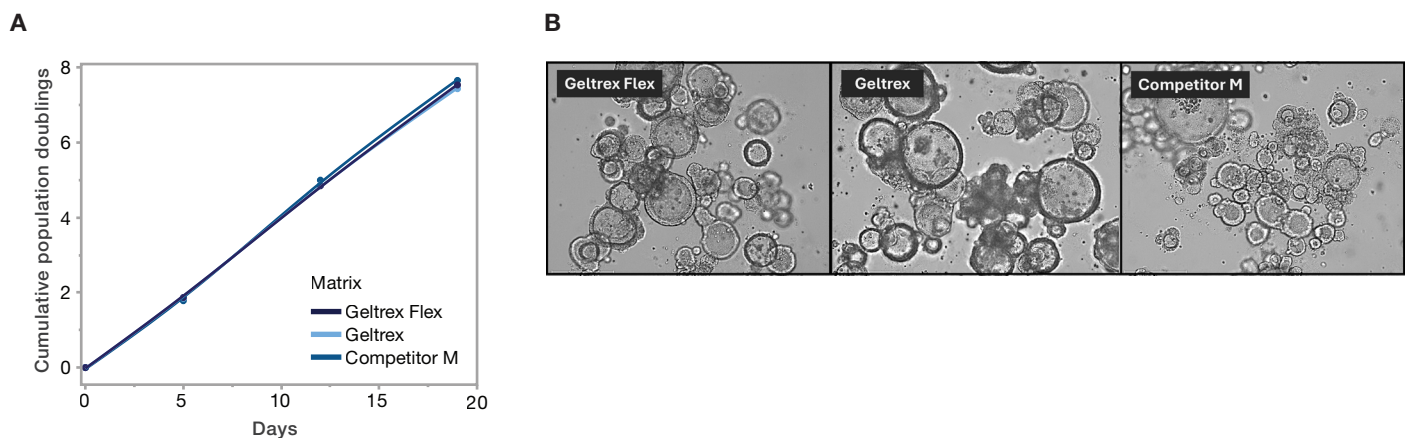 A
Cumulative population doublings
8
6
4
2
0
0 5 10 15 20
Days
Matrix
Geltrex Flex
Geltrex
Competitor M
B
Geltrex Flex
Geltrex
Competitor M